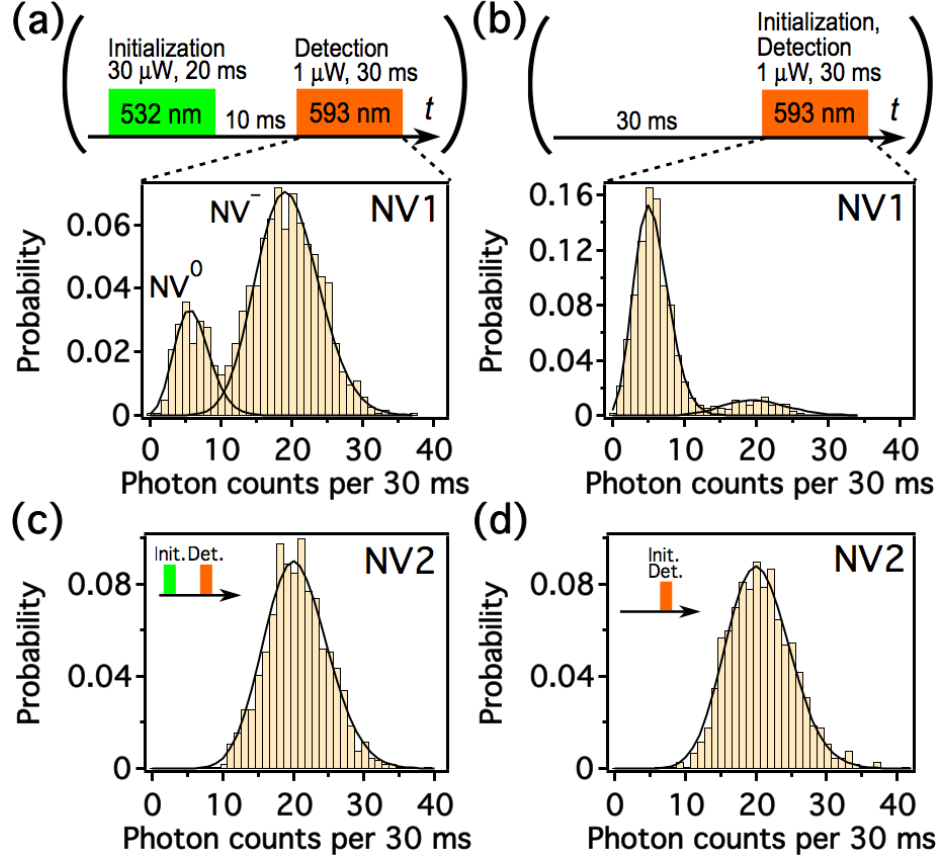 (a)
Initialization
30 μW, 20 ms
Detection
1 μW, 30 ms
532 nm
10 ms
593 nm
t
NV1
NV⁻
NV⁰
Probability
0.06
0.04
0.02
0
0 10 20 30 40
Photon counts per 30 ms
(b)
Initialization,
Detection
1 μW, 30 ms
30 ms
593 nm
t
NV1
Probability
0.16
0.12
0.08
0.04
0
0 10 20 30 40
Photon counts per 30 ms
(c)
Init. Det.
NV2
Probability
0.08
0.04
0
0 10 20 30 40
Photon counts per 30 ms
(d)
Init.
Det.
NV2
Probability
0.08
0.04
0
0 10 20 30 40
Photon counts per 30 ms